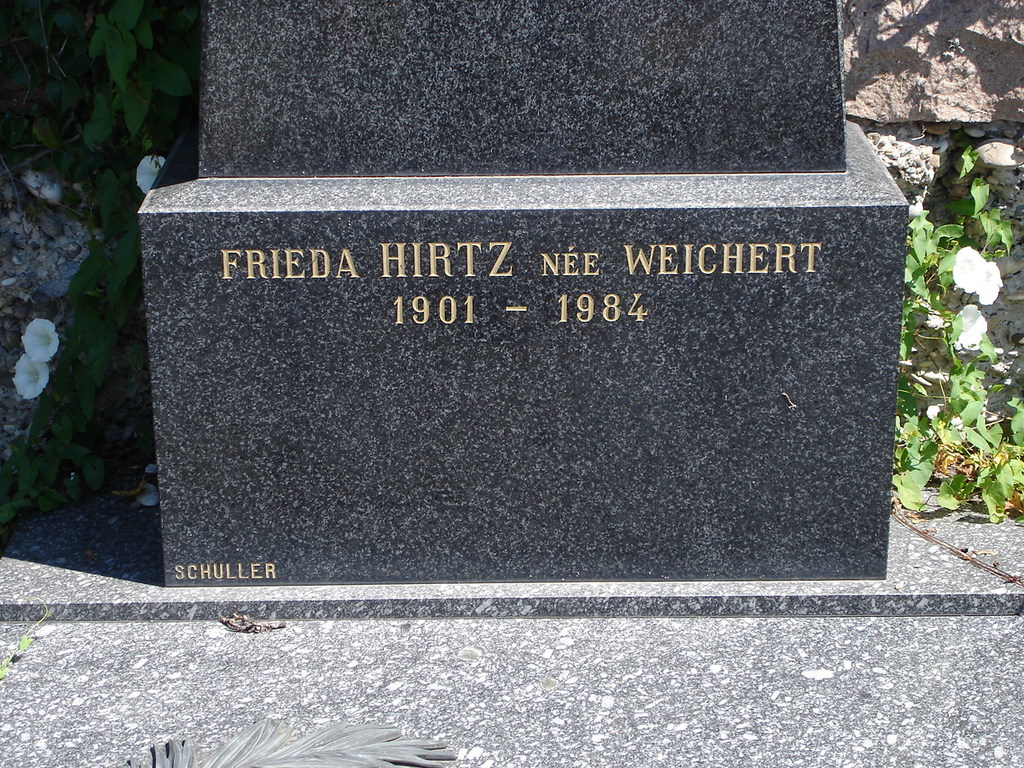 FRIEDA HIRTZ NÉE WEICHERT
1901 – 1984
SCHULLER